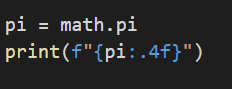 pi = math.pi
print(f"{pi:.4f}")